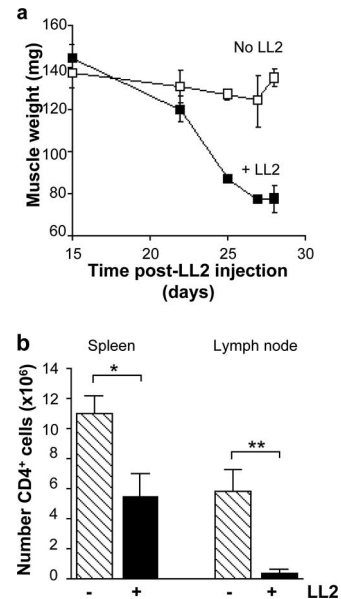 a
160
140
120
100
80
60
Muscle weight (mg)
No LL2
+ LL2
15 20 25 30
Time post-LL2 injection
(days)
b
Spleen Lymph node
14
12
10
8
6
4
2
0
Number CD4⁺ cells (x10⁶)
* **
- + - + LL2